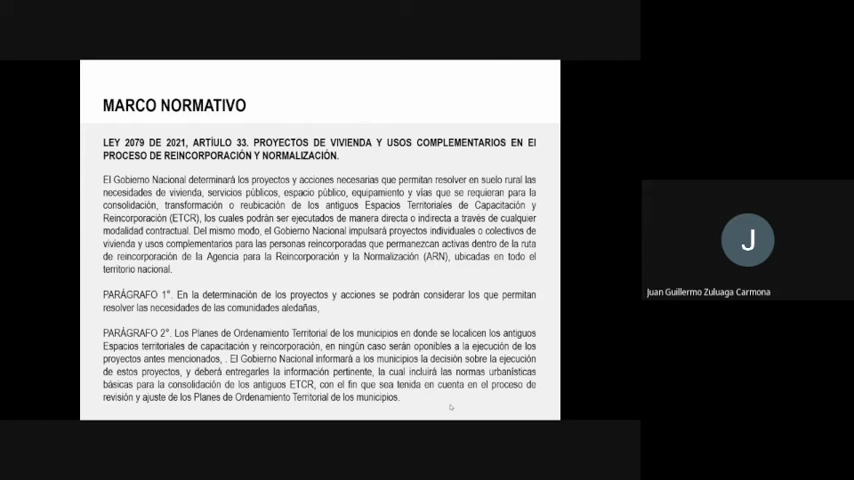 MARCO NORMATIVO
LEY 2079 DE 2021, ARTÍULO 33. PROYECTOS DE VIVIENDA Y USOS COMPLEMENTARIOS EN El
PROCESO DE REINCORPORACIÓN Y NORMALIZACIÓN.
El Gobierno Nacional determinará los proyectos y acciones necesarias que permitan resolver en suelo rural las
necesidades de vivienda, servicios públicos, espacio público, equipamiento y vías que se requieran para la
consolidación, transformación o reubicación de los antiguos Espacios Territoriales de Capacitación y
Reincorporación (ETCR), los cuales podrán ser ejecutados de manera directa o indirecta a través de cualquier
modalidad contractual. Del mismo modo, el Gobierno Nacional impulsará proyectos individuales o colectivos de
vivienda y usos complementarios para las personas reincorporadas que permanezcan activas dentro de la ruta
de reincorporación de la Agencia para la Reincorporación y la Normalización (ARN), ubicadas en todo el
territorio nacional.
PARÁGRAFO 1°. En la determinación de los proyectos y acciones se podrán considerar los que permitan
resolver las necesidades de las comunidades aledañas,
PARÁGRAFO 2°. Los Planes de Ordenamiento Territorial de los municipios en donde se localicen los antiguos
Espacios territoriales de capacitación y reincorporación, en ningún caso serán oponibles a la ejecución de los
proyectos antes mencionados, . El Gobierno Nacional informará a los municipios la decisión sobre la ejecución
de estos proyectos, y deberá entregarles la información pertinente, la cual incluirá las normas urbanísticas
básicas para la consolidación de los antiguos ETCR, con el fin que sea tenida en cuenta en el proceso de
revisión y ajuste de los Planes de Ordenamiento Territorial de los municipios.
J
Juan Guillermo Zuluaga Carmona